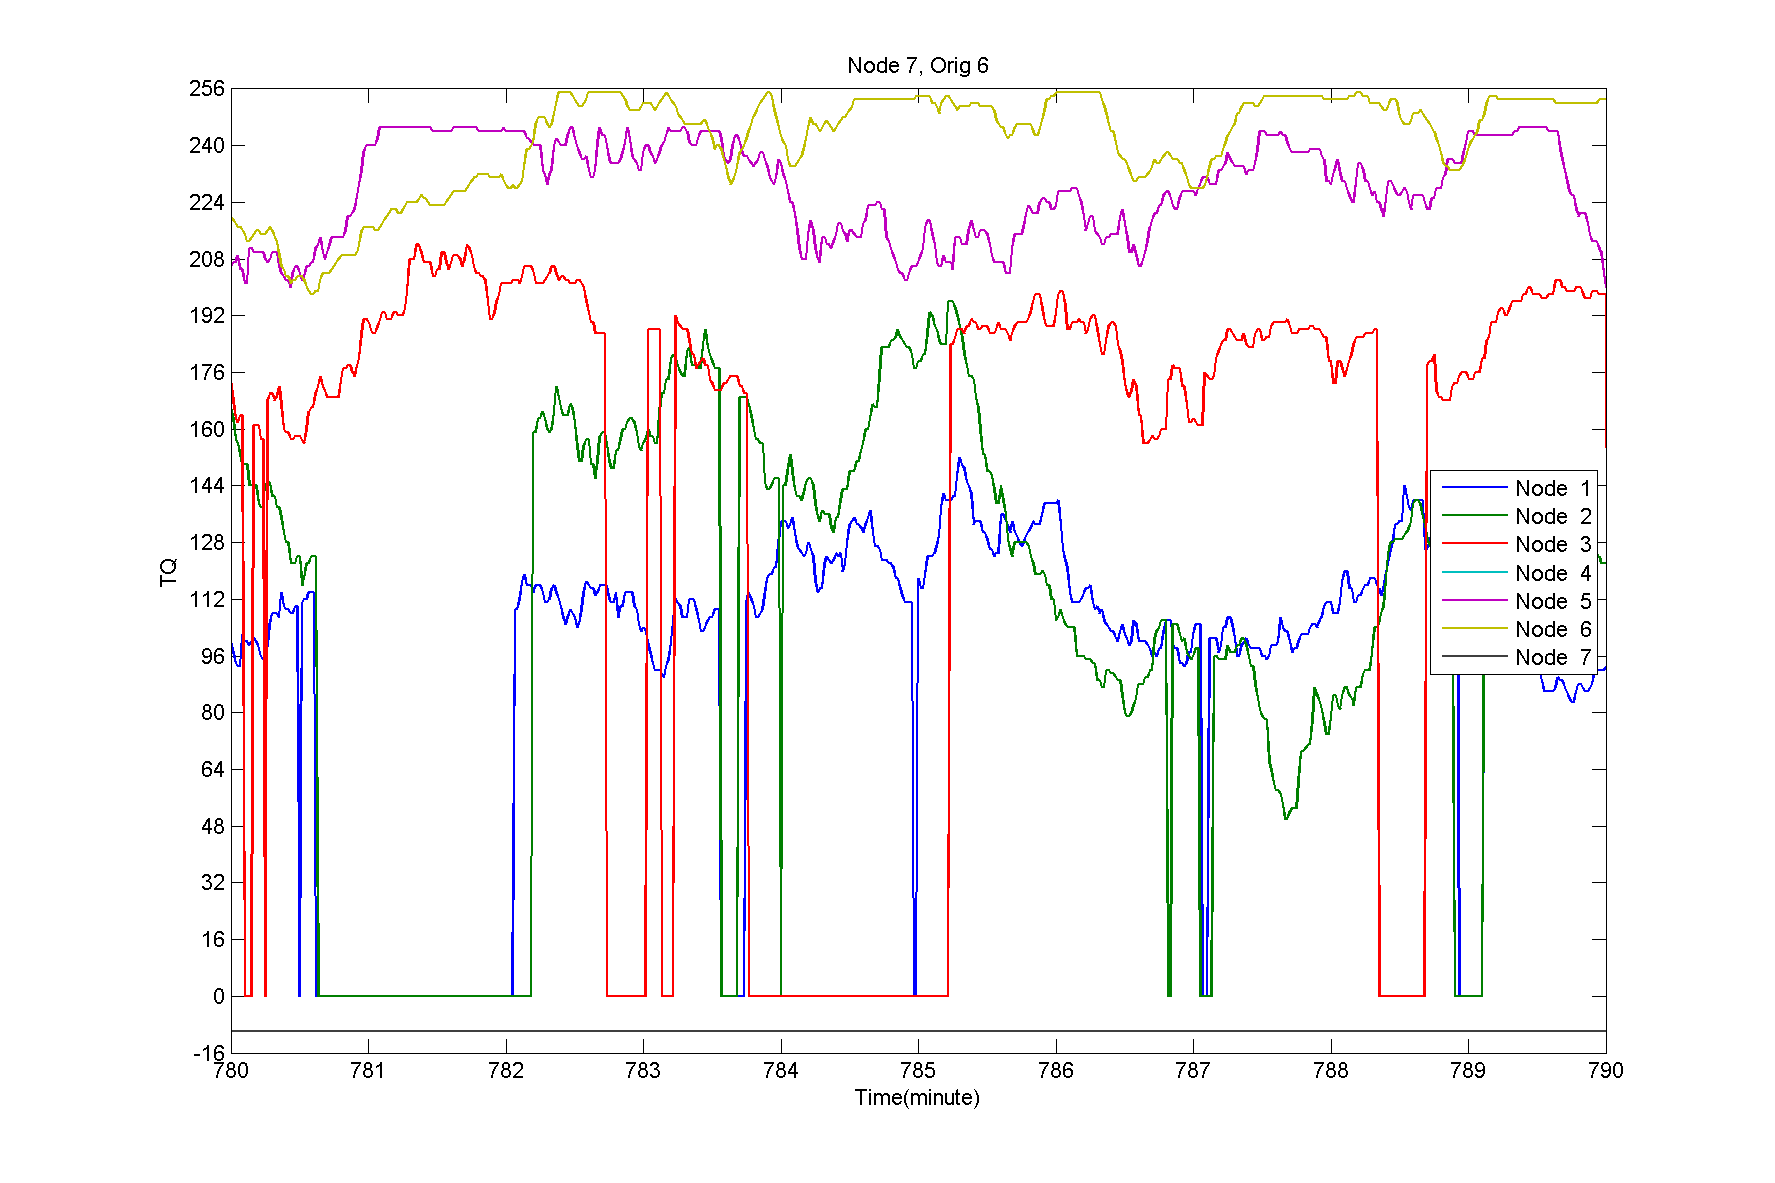 Node 7, Orig 6
256
240
224
208
192
176
160
144
128
112
96
80
64
48
32
16
0
-16
TQ
Node 1
Node 2
Node 3
Node 4
Node 5
Node 6
Node 7
780 781 782 783 784 785 786 787 788 789 790
Time(minute)